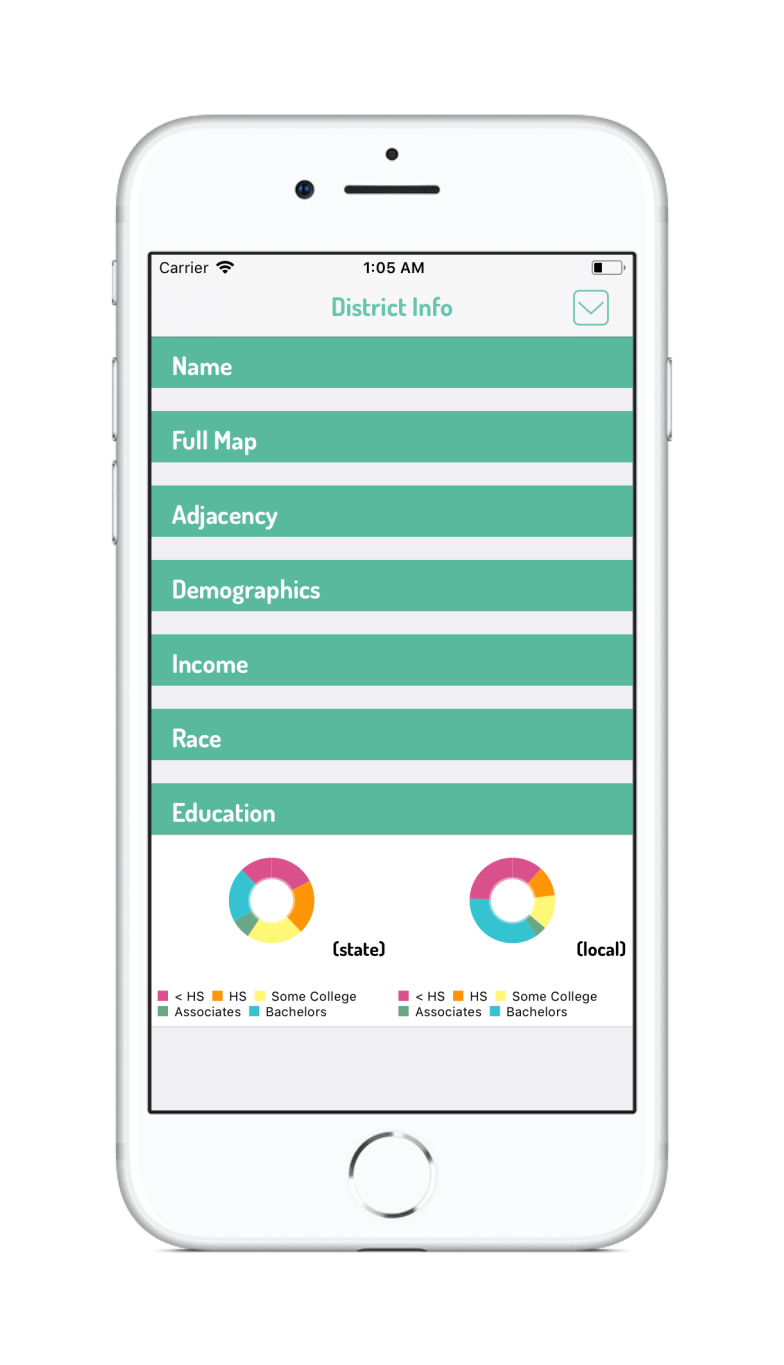 Carrier 1:05 AM
District Info
Name
Full Map
Adjacency
Demographics
Income
Race
Education
(state) (local)
< HS HS Some College < HS HS Some College
Associates Bachelors Associates Bachelors